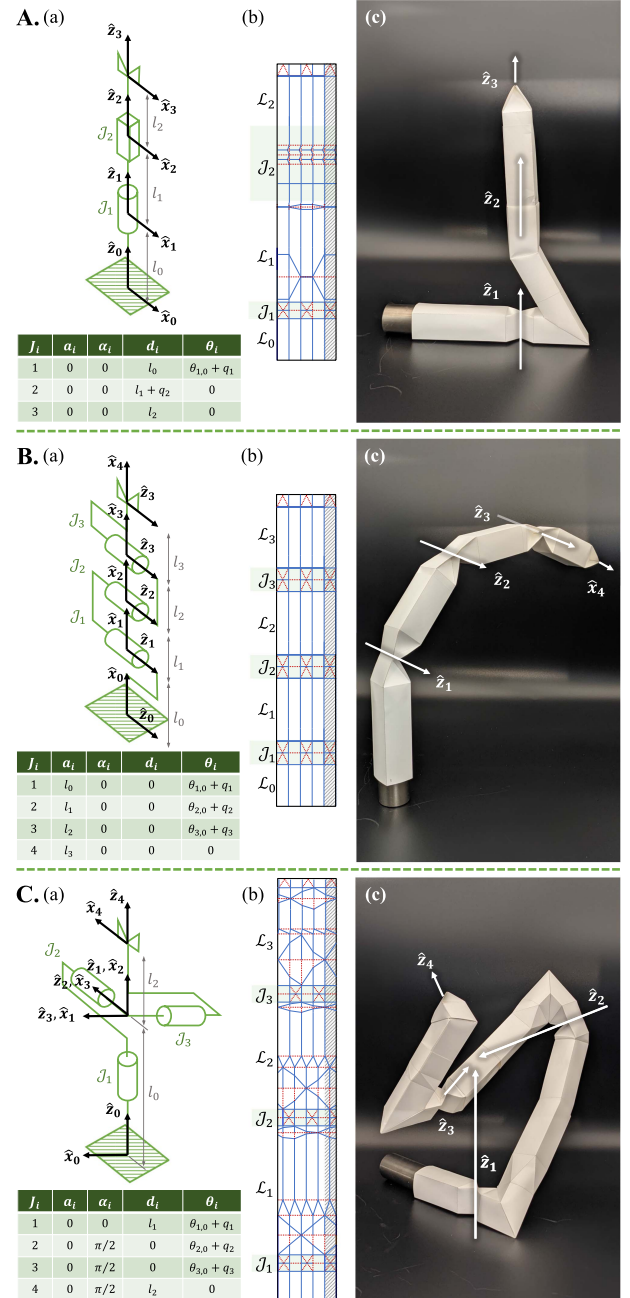 A. (a) (b) (c)
ẑ₃
x̂₃
ẑ₂
l₂
𝒥₂
x̂₂
ẑ₁
l₁
𝒥₁
x̂₁
ẑ₀
l₀
x̂₀
ℒ₂
𝒥₂
ℒ₁
𝒥₁
ℒ₀
ẑ₃
ẑ₂
ẑ₁
Jᵢ aᵢ αᵢ dᵢ θᵢ
1 0 0 l₀ θ₁,₀ + q₁
2 0 0 l₁ + q₂ 0
3 0 0 l₂ 0
B. (a) (b) (c)
x̂₄
ẑ₃
x̂₃
𝒥₃
ẑ₃
l₃
𝒥₂
x̂₂
ẑ₂
l₂
𝒥₁
x̂₁
ẑ₁
l₁
x̂₀
ẑ₀
l₀
ℒ₃
𝒥₃
ℒ₂
𝒥₂
ℒ₁
𝒥₁
ℒ₀
ẑ₃
ẑ₂
x̂₄
ẑ₁
Jᵢ aᵢ αᵢ dᵢ θᵢ
1 l₀ 0 0 θ₁,₀ + q₁
2 l₁ 0 0 θ₂,₀ + q₂
3 l₂ 0 0 θ₃,₀ + q₃
4 l₃ 0 0 0
C. (a) (b) (c)
ẑ₄
x̂₄
𝒥₂
ẑ₁, x̂₂
l₂
ẑ₂, x̂₃
ẑ₃, x̂₁
𝒥₃
𝒥₁
l₀
ẑ₀
x̂₀
ℒ₃
𝒥₃
ℒ₂
𝒥₂
ℒ₁
𝒥₁
ẑ₄
ẑ₂
ẑ₃
ẑ₁
Jᵢ aᵢ αᵢ dᵢ θᵢ
1 0 0 l₁ θ₁,₀ + q₁
2 0 π/2 0 θ₂,₀ + q₂
3 0 π/2 0 θ₃,₀ + q₃
4 0 π/2 l₂ 0